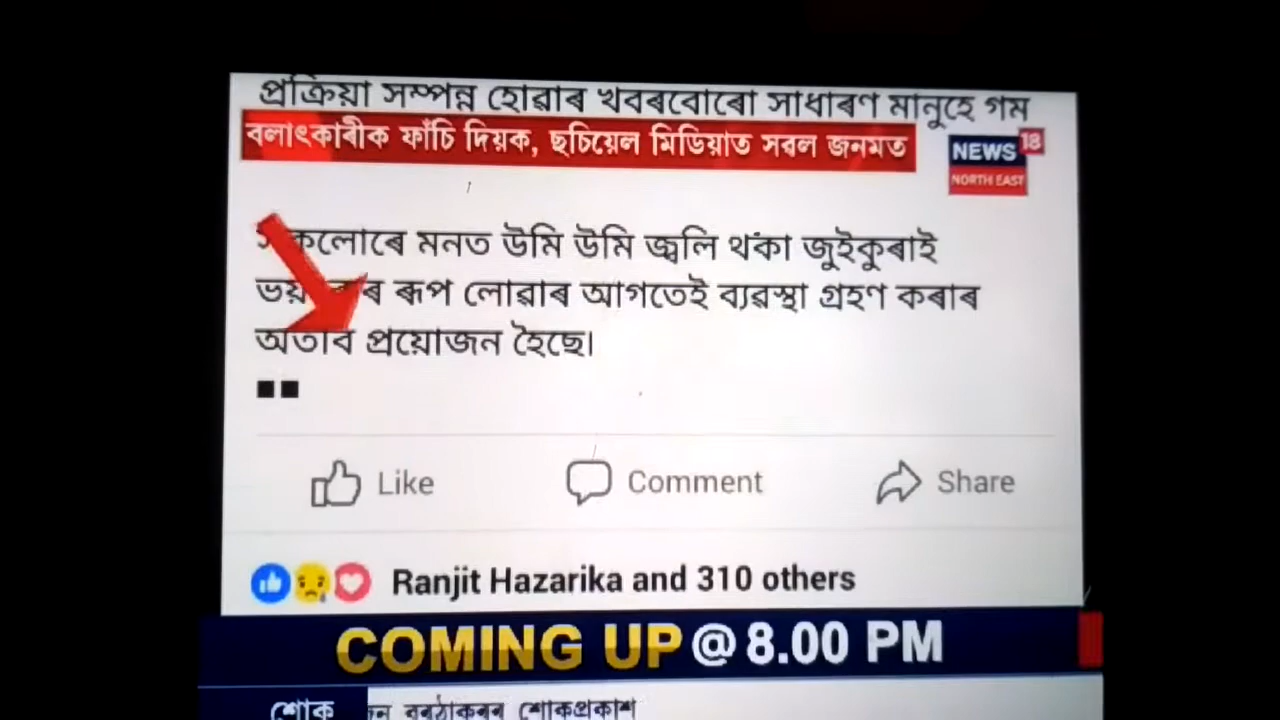 প্ৰক্ৰিয়া সম্পন্ন হোৱাৰ খবৰবোৰো সাধাৰণ মানুহে গম
বলাৎকাৰীক ফাঁচি দিয়ক, ছচিয়েল মিডিয়াত সৱল জনমত
NEWS 18
NORTH EAST
মনত উমি উমি জ্বলি থকা জুইকুৰাই
ৰূপ লোৱাৰ আগতেই ব্যৱস্থা গ্ৰহণ কৰাৰ
প্ৰয়োজন হৈছে।
Like Comment Share
Ranjit Hazarika and 310 others
COMING UP @ 8.00 PM
শোক শোকপ্ৰকাশ